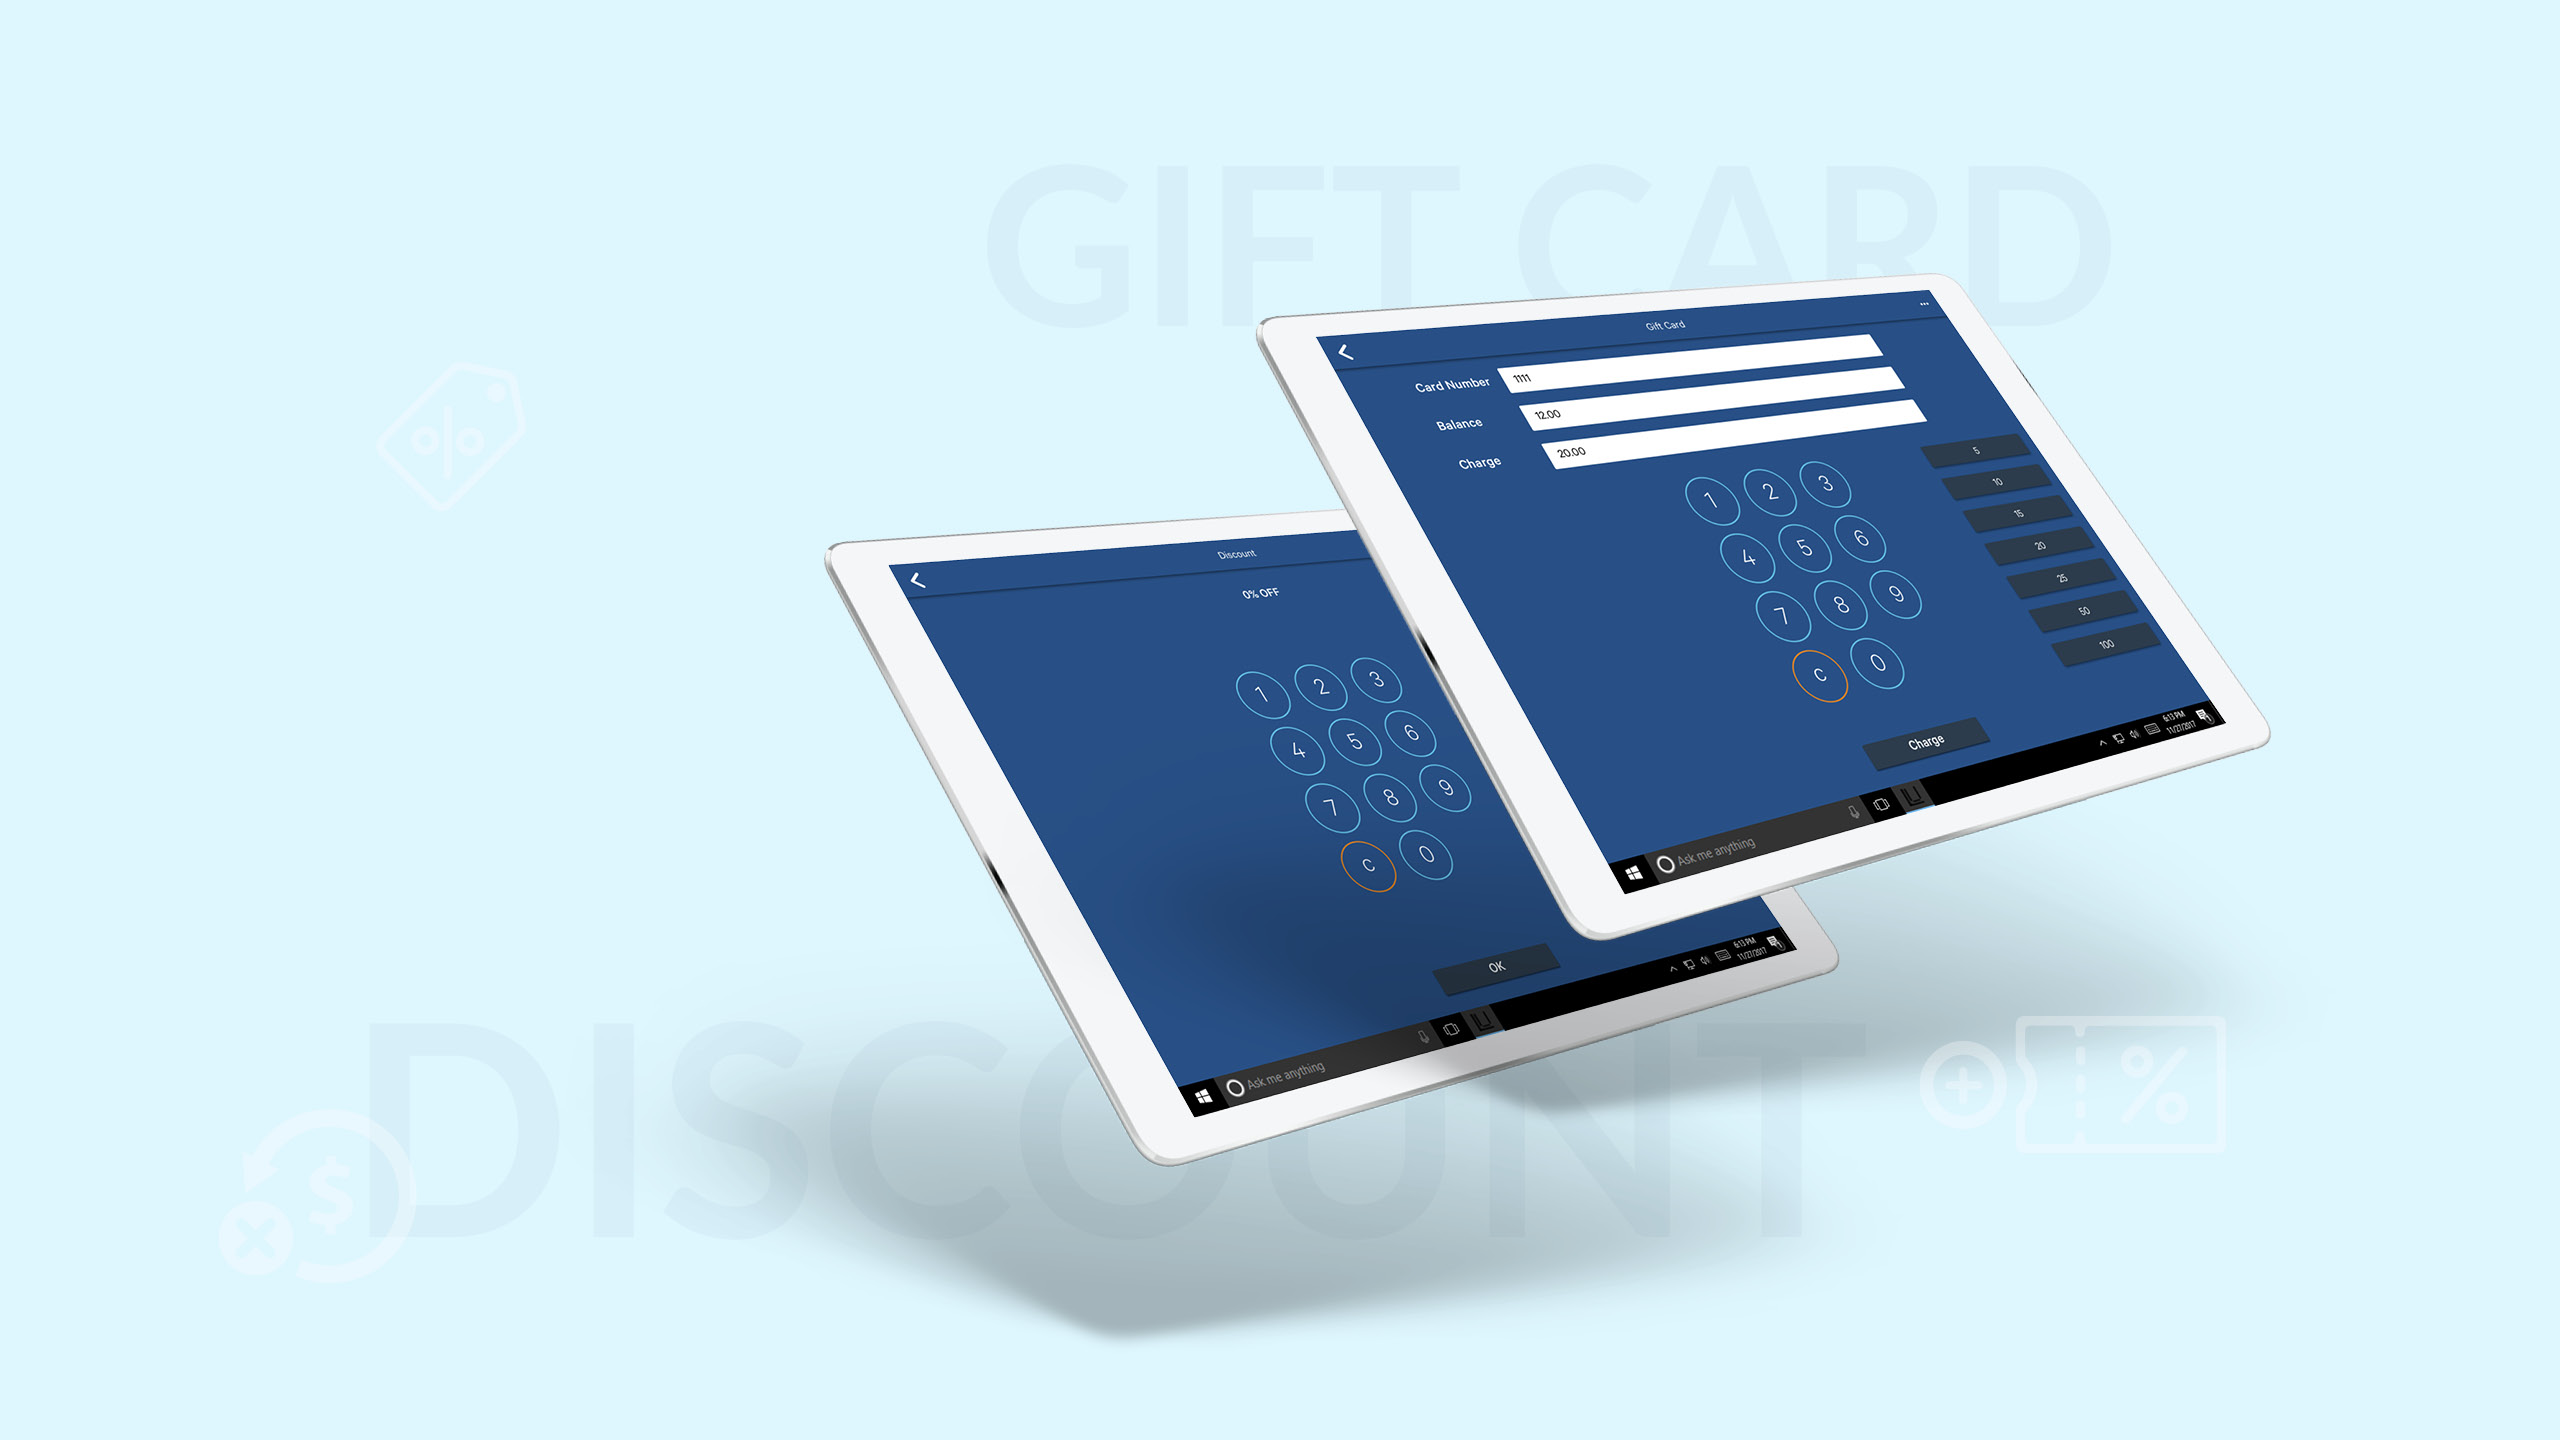 GIFT CARD
Gift Card
Card Number 1111
Balance 12.00
Charge 20.00
1 2 3
4 5 6
7 8 9
C 0
5
10
15
20
25
50
100
Charge
6:13 PM
11/27/2017
Ask me anything
Discount
0% OFF
1 2 3
4 5 6
7 8 9
C 0
OK
6:13 PM
11/27/2017
Ask me anything
DISCOUNT